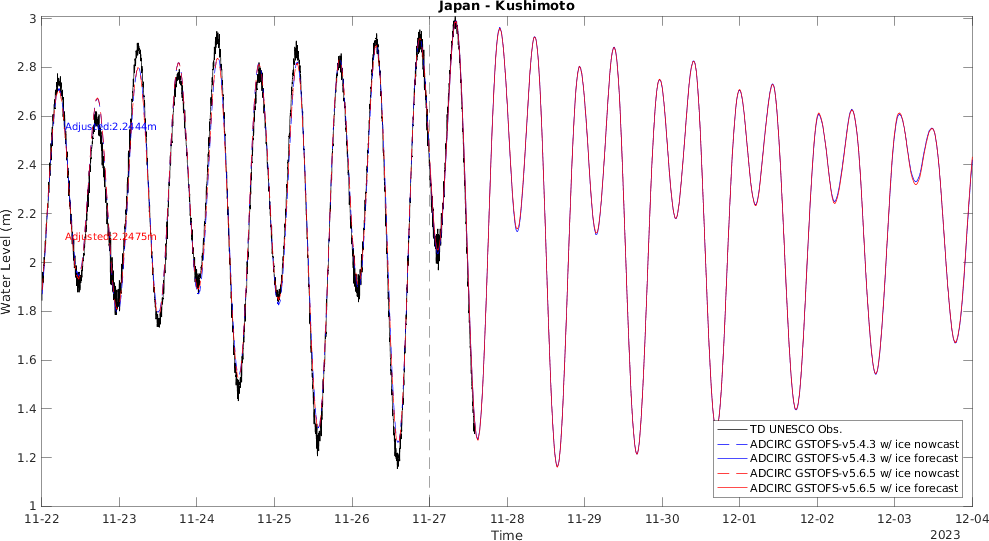 Japan - Kushimoto
3
2.8
2.6
2.4
2.2
2
1.8
1.6
1.4
1.2
1
Water Level (m)
Adjusted:2.2444m
Adjusted:2.2475m
TD UNESCO Obs.
ADCIRC GSTOFS-v5.4.3 w/ ice nowcast
ADCIRC GSTOFS-v5.4.3 w/ ice forecast
ADCIRC GSTOFS-v5.6.5 w/ ice nowcast
ADCIRC GSTOFS-v5.6.5 w/ ice forecast
11-22 11-23 11-24 11-25 11-26 11-27 11-28 11-29 11-30 12-01 12-02 12-03 12-04
Time
2023